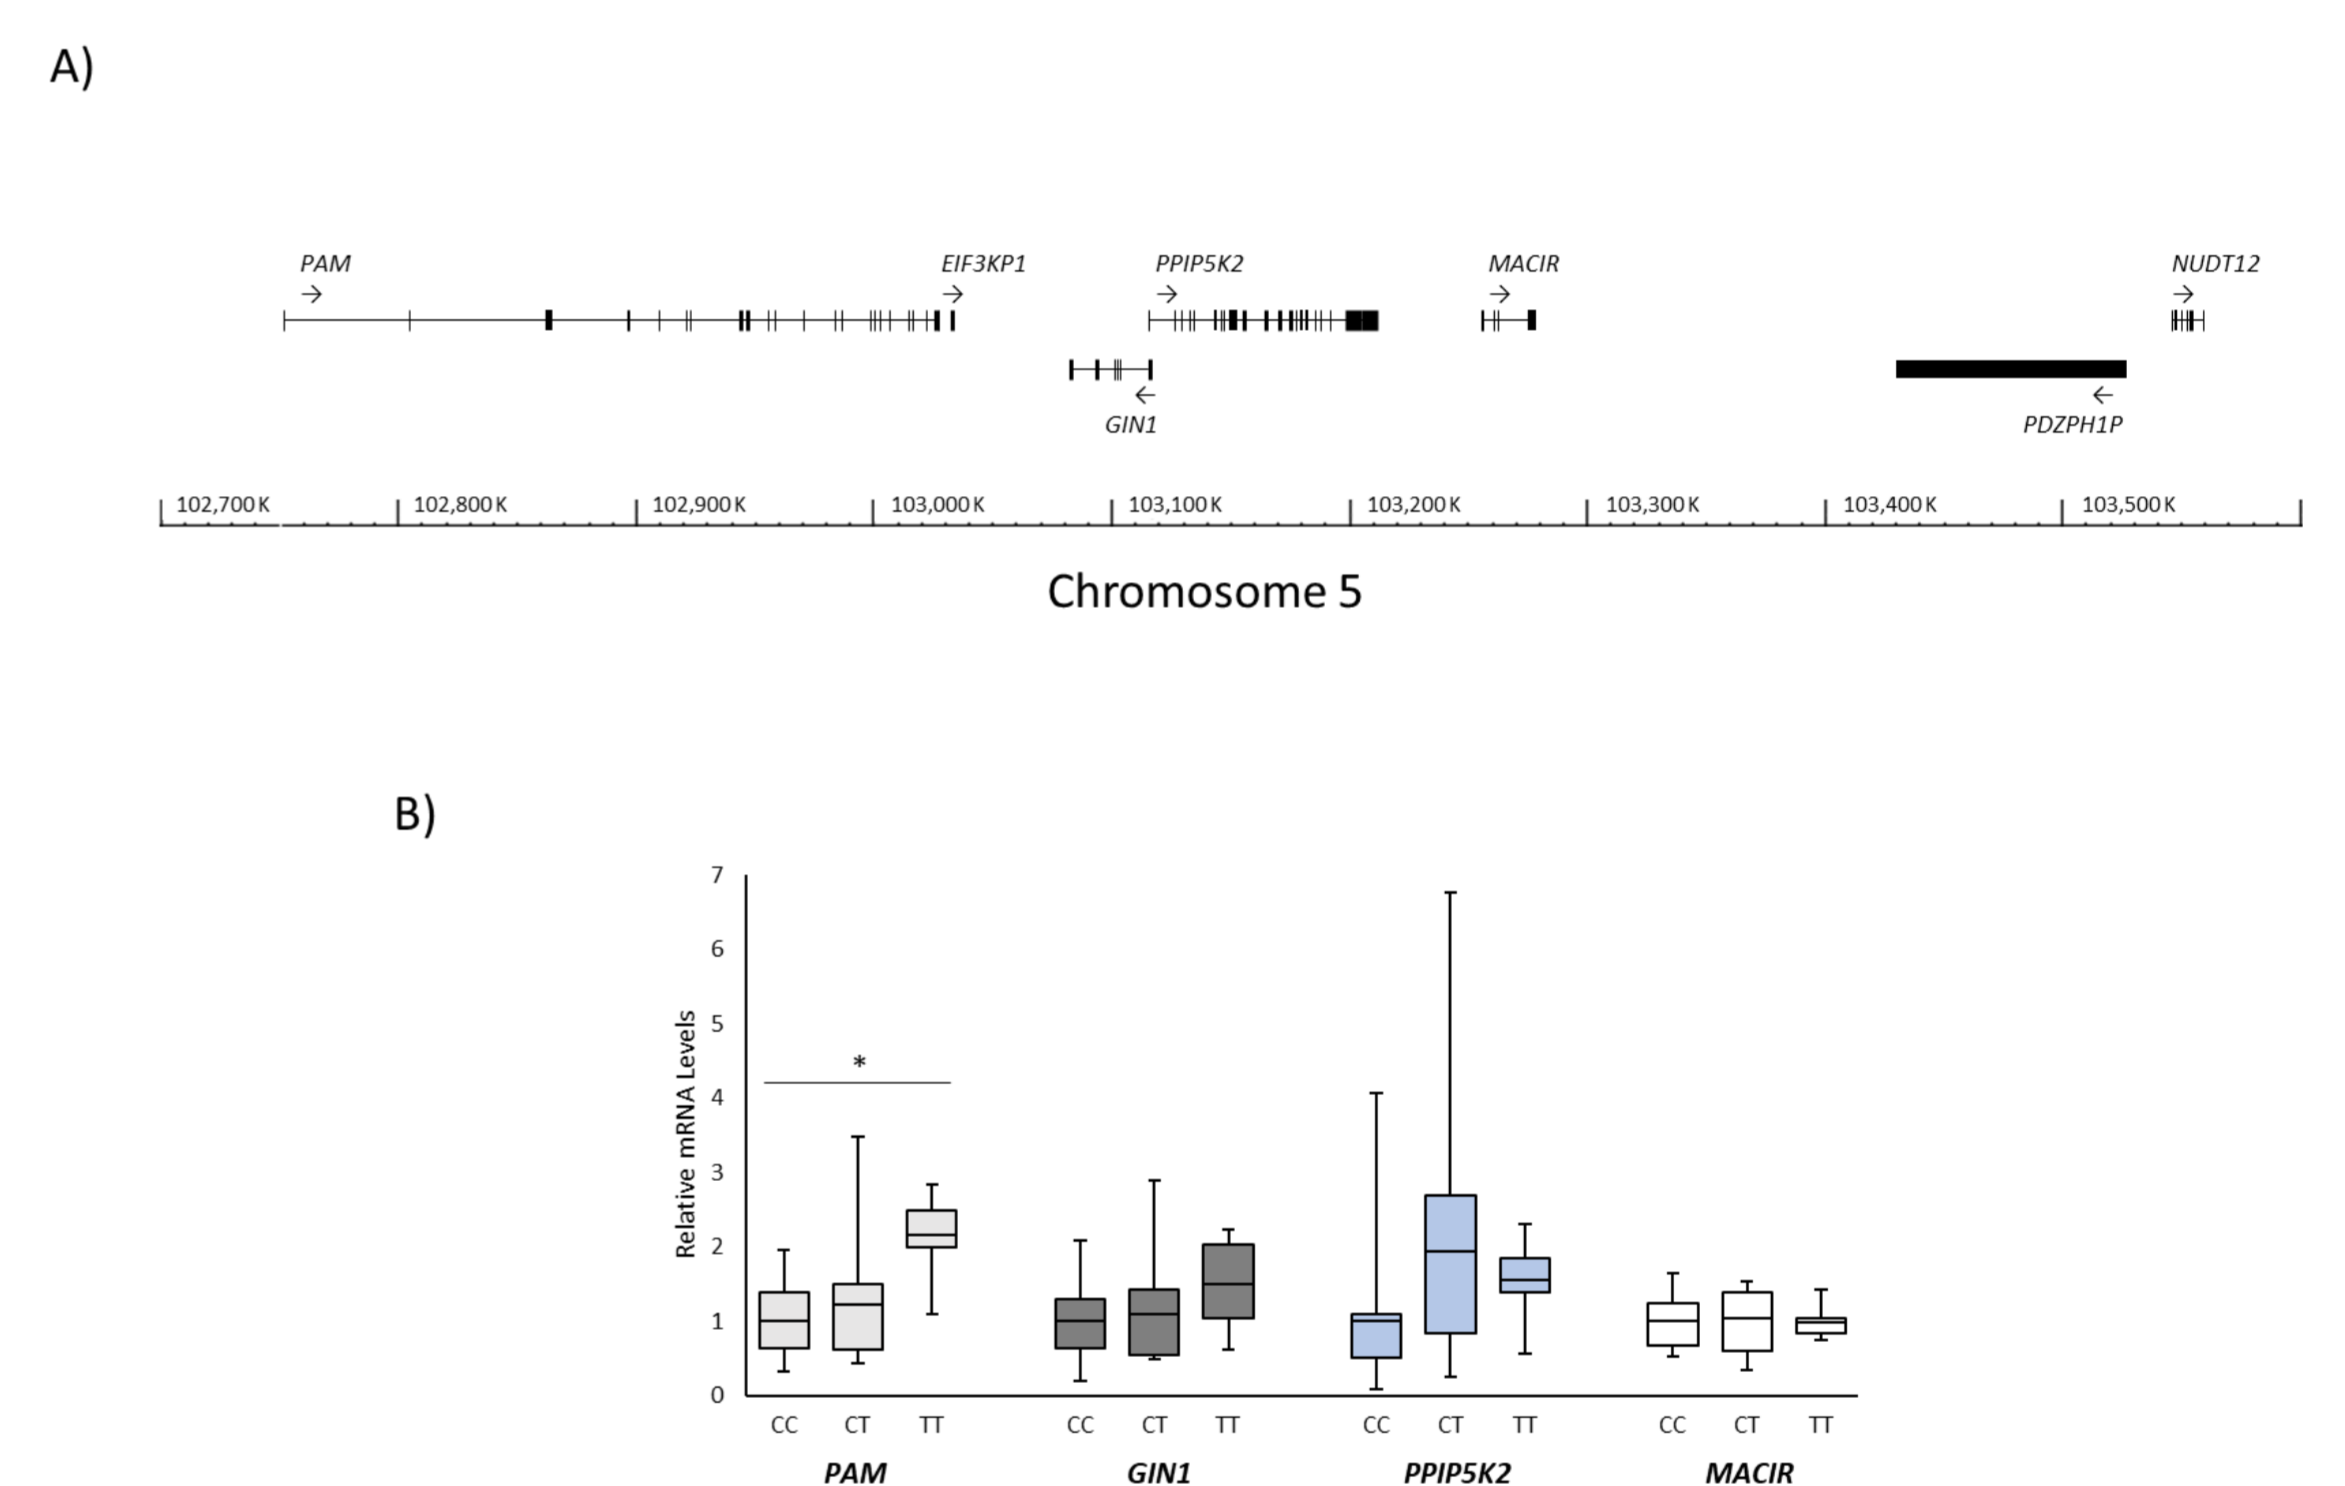 A)
PAM
EIF3KP1
PPIP5K2
MACIR
NUDT12
GIN1
PDZPH1P
102,700 K 102,800 K 102,900 K 103,000 K 103,100 K 103,200 K 103,300 K 103,400 K 103,500 K
Chromosome 5
B)
Relative mRNA Levels
7
6
5
4
3
2
1
0
*
CC CT TT CC CT TT CC CT TT CC CT TT
PAM GIN1 PPIP5K2 MACIR